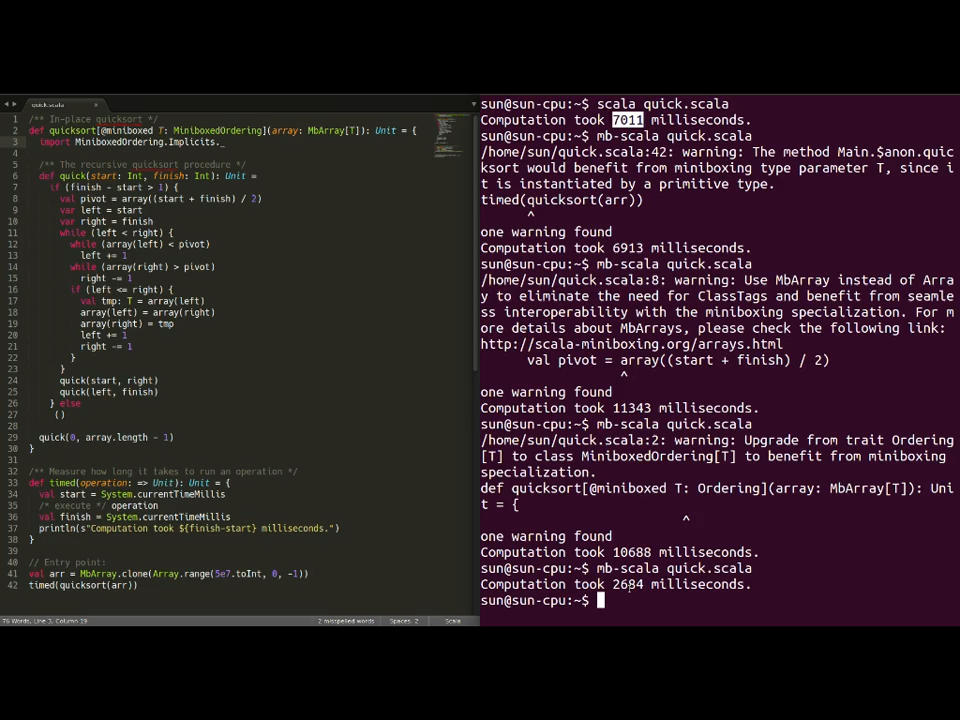 quick.scala ×
1 /** In-place quicksort */
2 def quicksort[@miniboxed T: MiniboxedOrdering](array: MbArray[T]): Unit = {
3 import MiniboxedOrdering.Implicits._
4
5 /** The recursive quicksort procedure */
6 def quick(start: Int, finish: Int): Unit =
7 if (finish - start > 1) {
8 val pivot = array((start + finish) / 2)
9 var left = start
10 var right = finish
11 while (left < right) {
12 while (array(left) < pivot)
13 left += 1
14 while (array(right) > pivot)
15 right -= 1
16 if (left <= right) {
17 val tmp: T = array(left)
18 array(left) = array(right)
19 array(right) = tmp
20 left += 1
21 right -= 1
22 }
23 }
24 quick(start, right)
25 quick(left, finish)
26 } else
27 ()
28
29 quick(0, array.length - 1)
30 }
31
32 /** Measure how long it takes to run an operation */
33 def timed(operation: => Unit): Unit = {
34 val start = System.currentTimeMillis
35 /* execute */ operation
36 val finish = System.currentTimeMillis
37 println(s"Computation took ${finish-start} milliseconds.")
38 }
39
40 // Entry point:
41 val arr = MbArray.clone(Array.range(5e7.toInt, 0, -1))
42 timed(quicksort(arr))
76 Words, Line 3, Column 19 2 misspelled words Spaces: 2 Scala
sun@sun-cpu:~$ scala quick.scala
Computation took 7011 milliseconds.
sun@sun-cpu:~$ mb-scala quick.scala
/home/sun/quick.scala:42: warning: The method Main.$anon.quic
ksort would benefit from miniboxing type parameter T, since i
t is instantiated by a primitive type.
timed(quicksort(arr))
^
one warning found
Computation took 6913 milliseconds.
sun@sun-cpu:~$ mb-scala quick.scala
/home/sun/quick.scala:8: warning: Use MbArray instead of Arra
y to eliminate the need for ClassTags and benefit from seamle
ss interoperability with the miniboxing specialization. For m
ore details about MbArrays, please check the following link:
http://scala-miniboxing.org/arrays.html
val pivot = array((start + finish) / 2)
^
one warning found
Computation took 11343 milliseconds.
sun@sun-cpu:~$ mb-scala quick.scala
/home/sun/quick.scala:2: warning: Upgrade from trait Ordering
[T] to class MiniboxedOrdering[T] to benefit from miniboxing
specialization.
def quicksort[@miniboxed T: Ordering](array: MbArray[T]): Uni
t = {
^
one warning found
Computation took 10688 milliseconds.
sun@sun-cpu:~$ mb-scala quick.scala
Computation took 2684 milliseconds.
sun@sun-cpu:~$